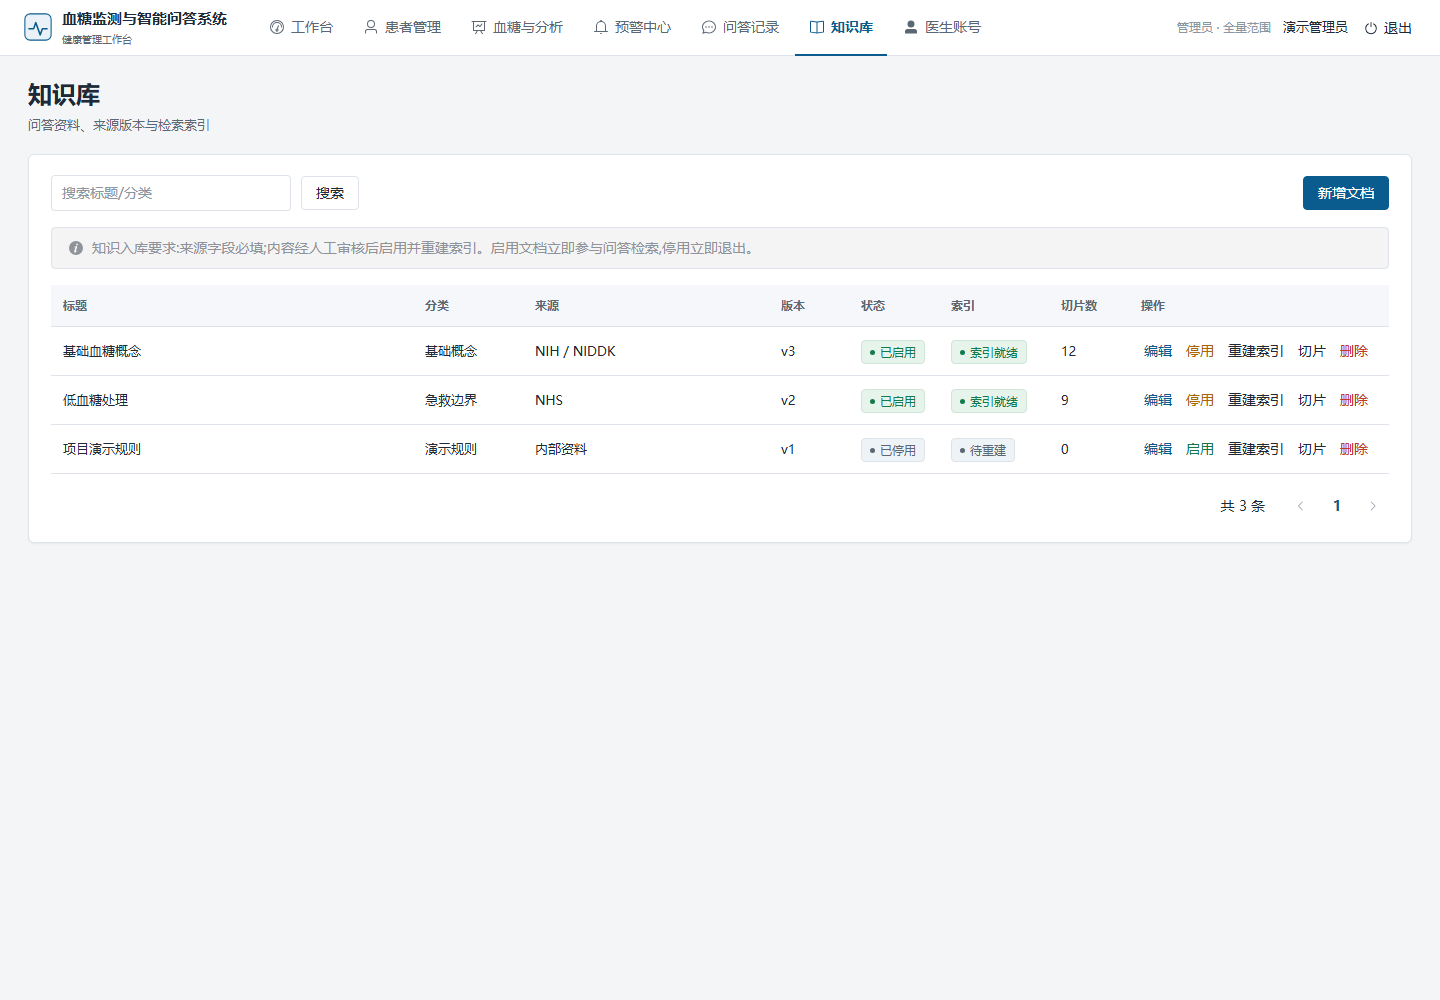 血糖监测与智能问答系统
健康管理工作台
工作台 患者管理 血糖与分析 预警中心 问答记录 知识库 医生账号
管理员 · 全量范围 演示管理员 退出
知识库
问答资料、来源版本与检索索引
搜索标题/分类 搜索 新增文档
知识入库要求:来源字段必填;内容经人工审核后启用并重建索引。启用文档立即参与问答检索,停用立即退出。
标题 分类 来源 版本 状态 索引 切片数 操作
基础血糖概念 基础概念 NIH / NIDDK v3 已启用 索引就绪 12 编辑 停用 重建索引 切片 删除
低血糖处理 急救边界 NHS v2 已启用 索引就绪 9 编辑 停用 重建索引 切片 删除
项目演示规则 演示规则 内部资料 v1 已停用 待重建 0 编辑 启用 重建索引 切片 删除
共 3 条 1